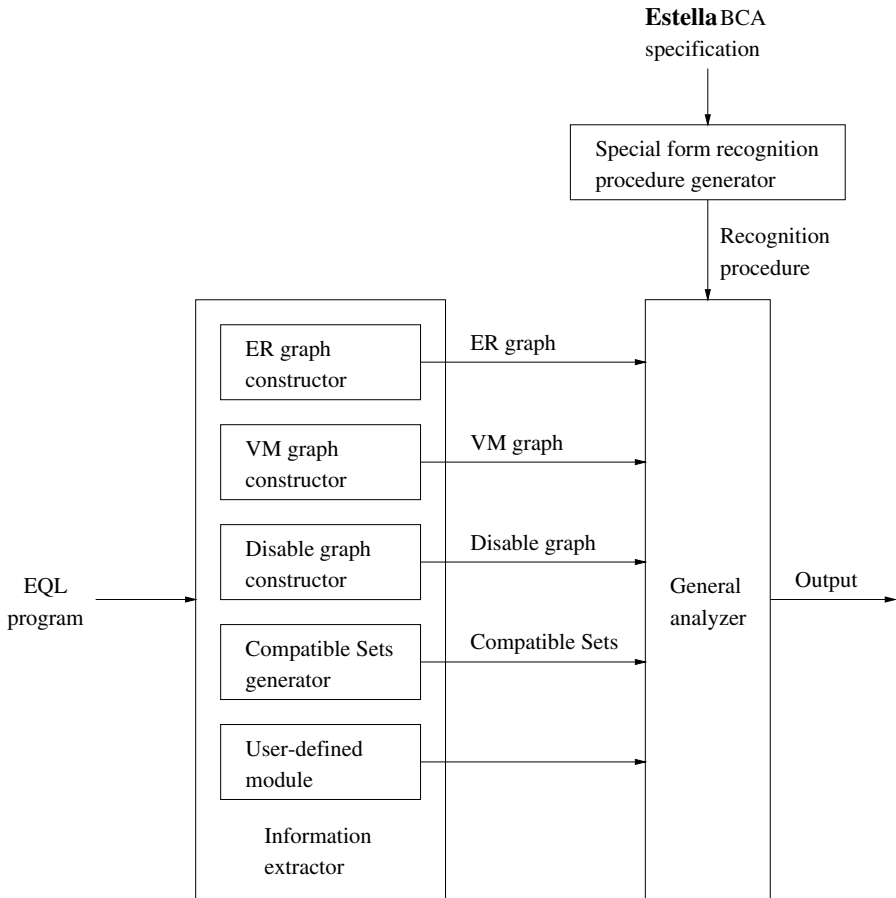 Estella BCA
specification
Special form recognition
procedure generator
Recognition
procedure
ER graph
constructor
ER graph
VM graph
constructor
VM graph
Disable graph
constructor
Disable graph
EQL
program
General
analyzer
Output
Compatible Sets
generator
Compatible Sets
User-defined
module
Information
extractor